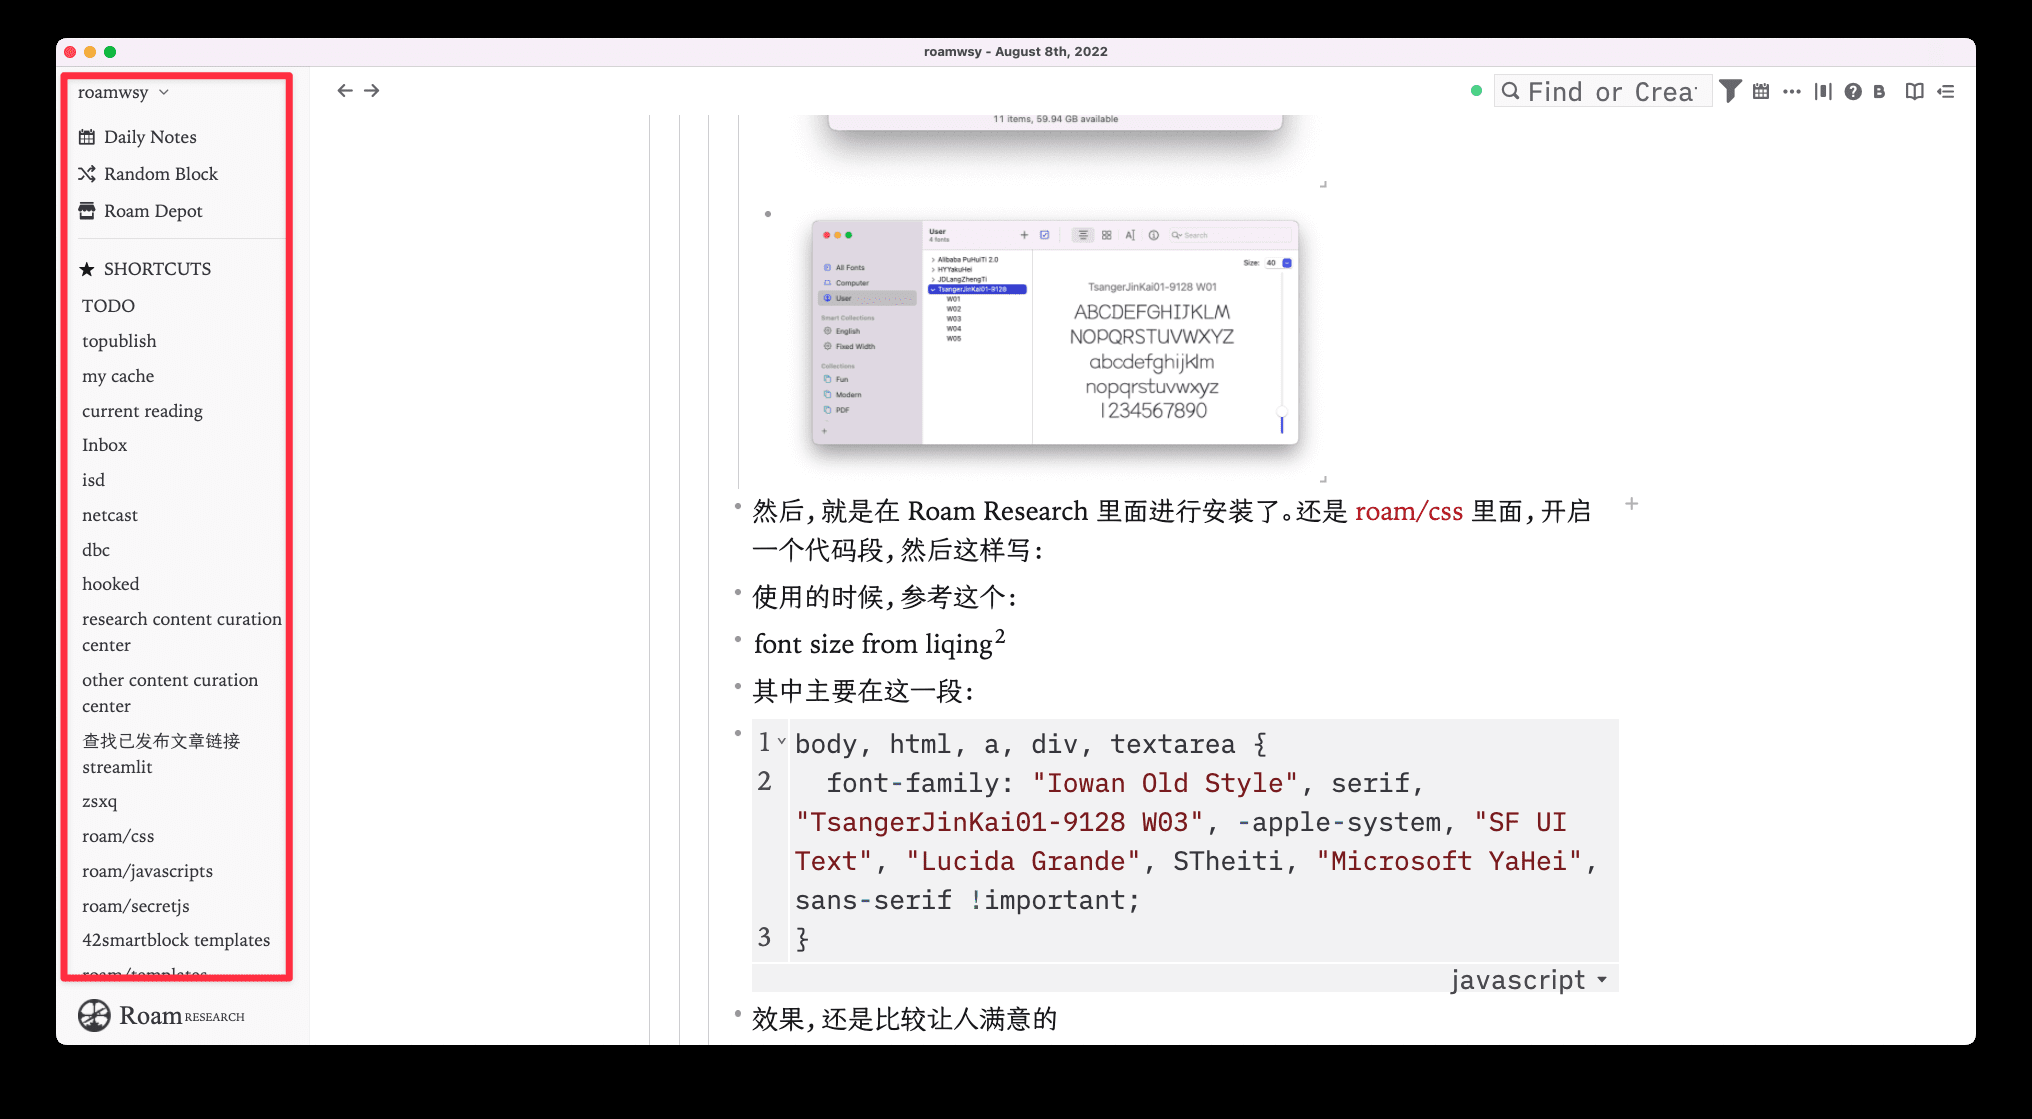 roamwsy - August 8th, 2022
roamwsy
Daily Notes
Random Block
Roam Depot
SHORTCUTS
TODO
topublish
my cache
current reading
Inbox
isd
netcast
dbc
hooked
research content curation
center
other content curation
center
查找已发布文章链接
streamlit
zsxq
roam/css
roam/javascripts
roam/secretjs
42smartblock templates
roam/templates
Roam RESEARCH
Find or Crea
B
11 items, 59.94 GB available
User
4 fonts
Search
All Fonts
Computer
User
Smart Collections
English
Fixed Width
Collections
Fun
Modern
PDF
Alibaba PuHuiTi 2.0
HYYakuHei
JDLangZhengTi
TsangerJinKai01-9128
W01
W02
W03
W04
W05
Size: 40
TsangerJinKai01-9128 W01
ABCDEFGHIJKLM
NOPQRSTUVWXYZ
abcdefghijklm
nopqrstuvwxyz
1234567890
然后，就是在 Roam Research 里面进行安装了。还是 roam/css 里面，开启
一个代码段，然后这样写：
使用的时候，参考这个：
font size from liqing2
其中主要在这一段：
1 body, html, a, div, textarea {
2 font-family: "Iowan Old Style", serif,
"TsangerJinKai01-9128 W03", -apple-system, "SF UI
Text", "Lucida Grande", STheiti, "Microsoft YaHei",
sans-serif !important;
3 }
javascript
效果，还是比较让人满意的